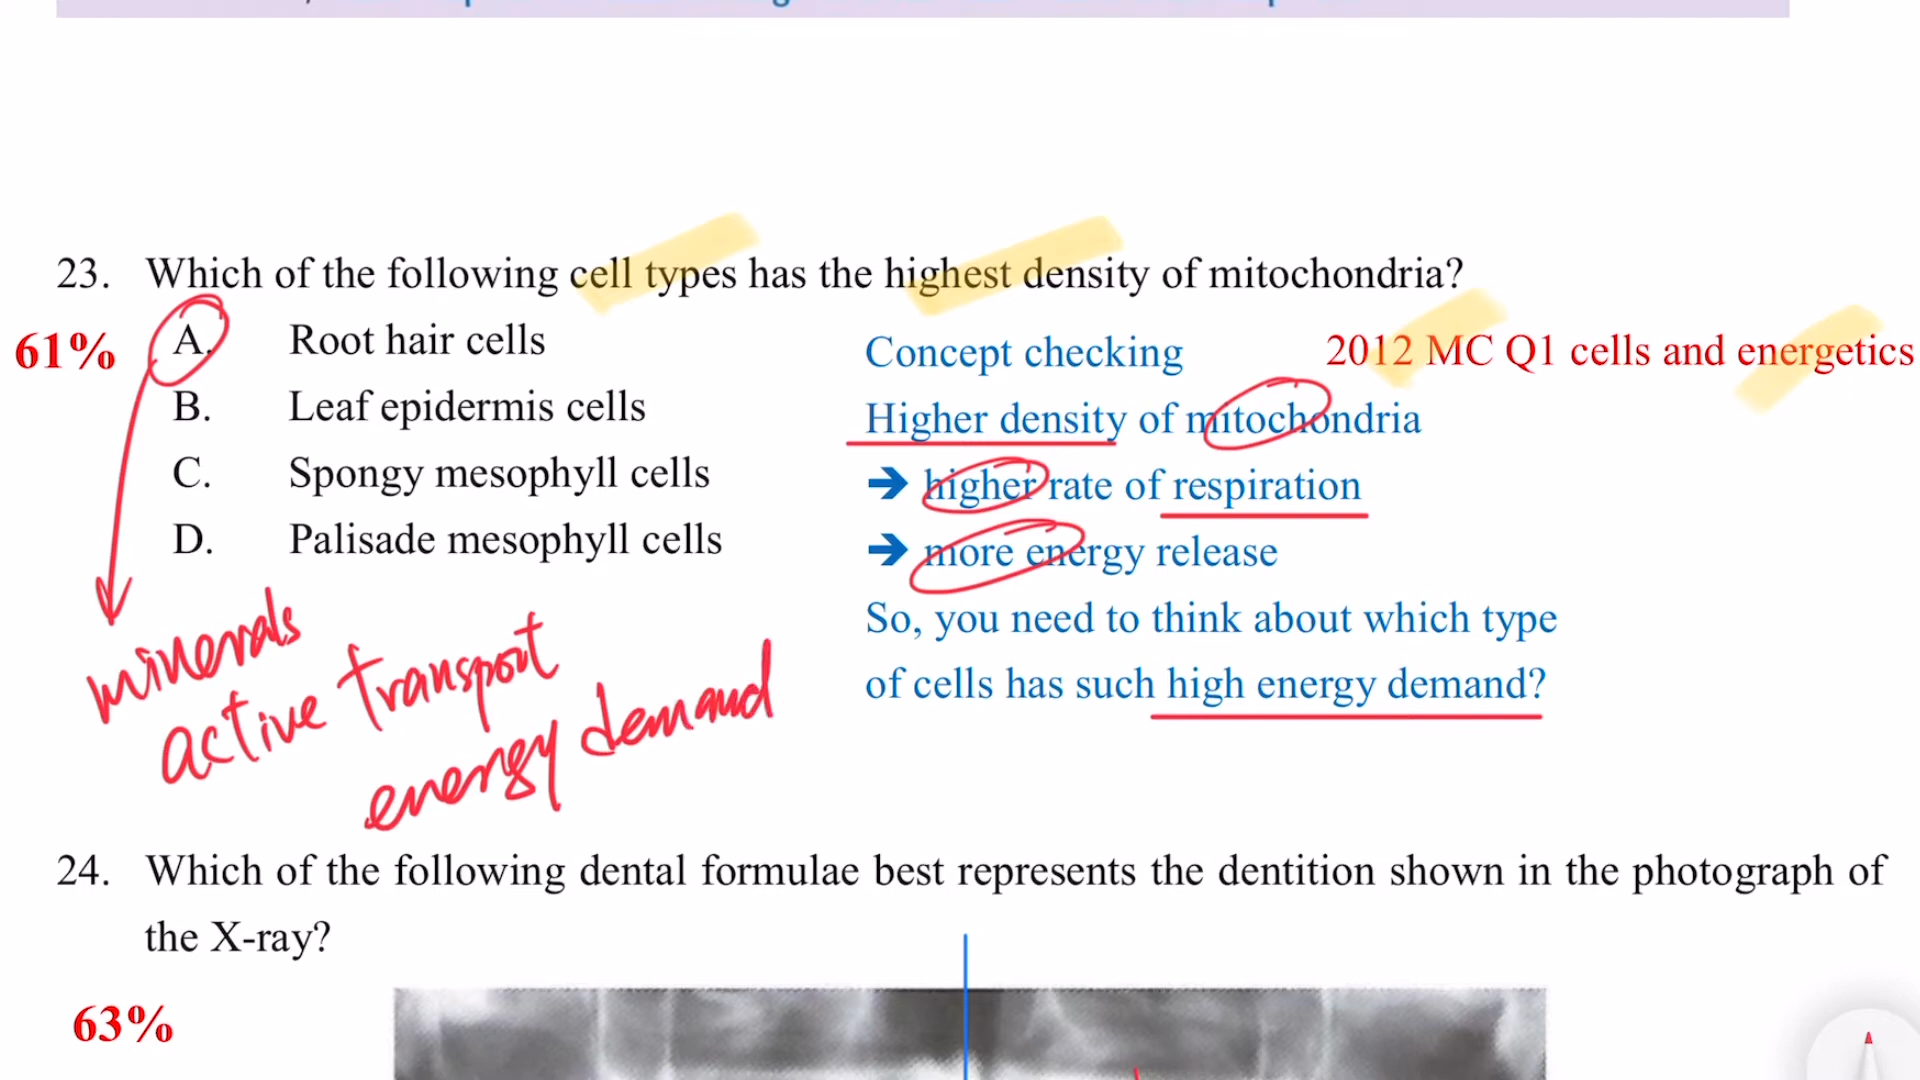 23. Which of the following cell types has the highest density of mitochondria?
61%
A. Root hair cells
B. Leaf epidermis cells
C. Spongy mesophyll cells
D. Palisade mesophyll cells
Concept checking
2012 MC Q1 cells and energetics
Higher density of mitochondria
➔ higher rate of respiration
➔ more energy release
So, you need to think about which type
of cells has such high energy demand?
minerals
active transport
energy demand
24. Which of the following dental formulae best represents the dentition shown in the photograph of
the X-ray?
63%